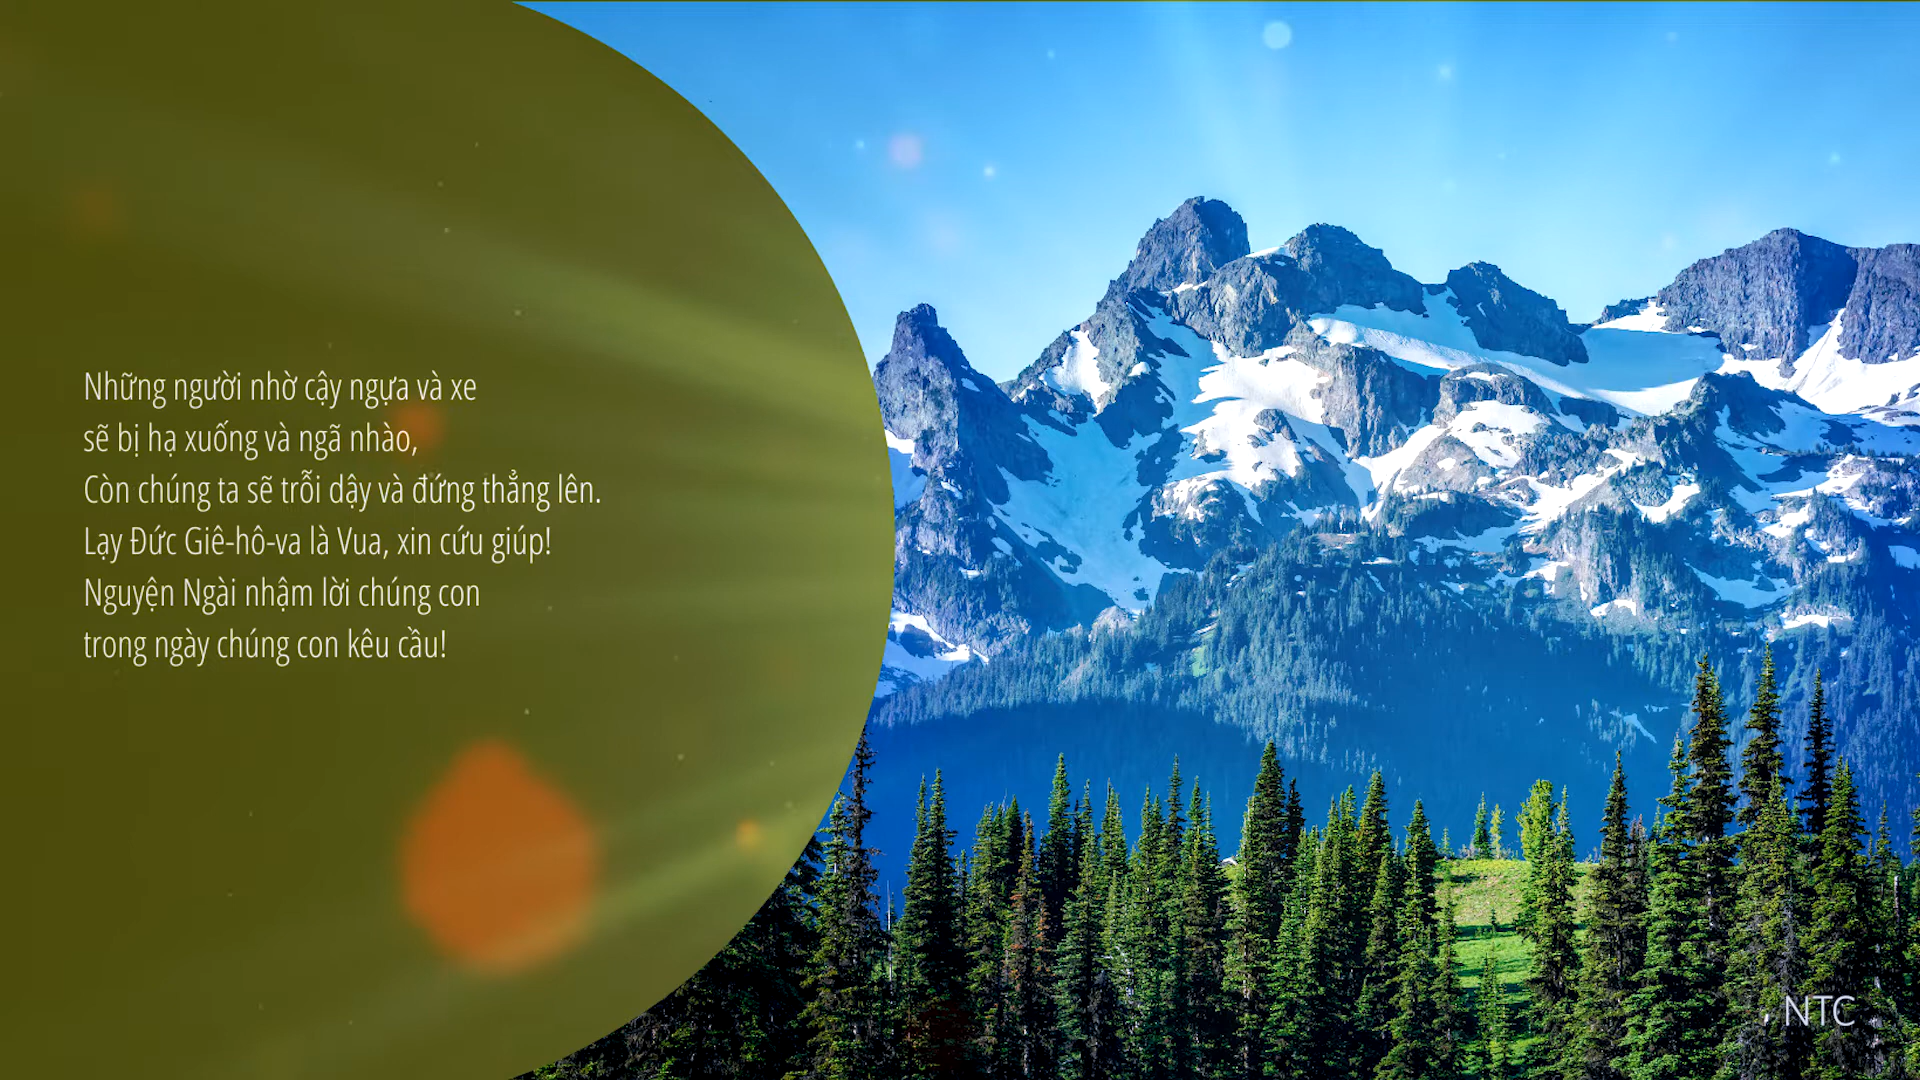 Những người nhờ cậy ngựa và xe
sẽ bị hạ xuống và ngã nhào,
Còn chúng ta sẽ trỗi dậy và đứng thẳng lên.
Lạy Đức Giê-hô-va là Vua, xin cứu giúp!
Nguyện Ngài nhậm lời chúng con
trong ngày chúng con kêu cầu!
NTC